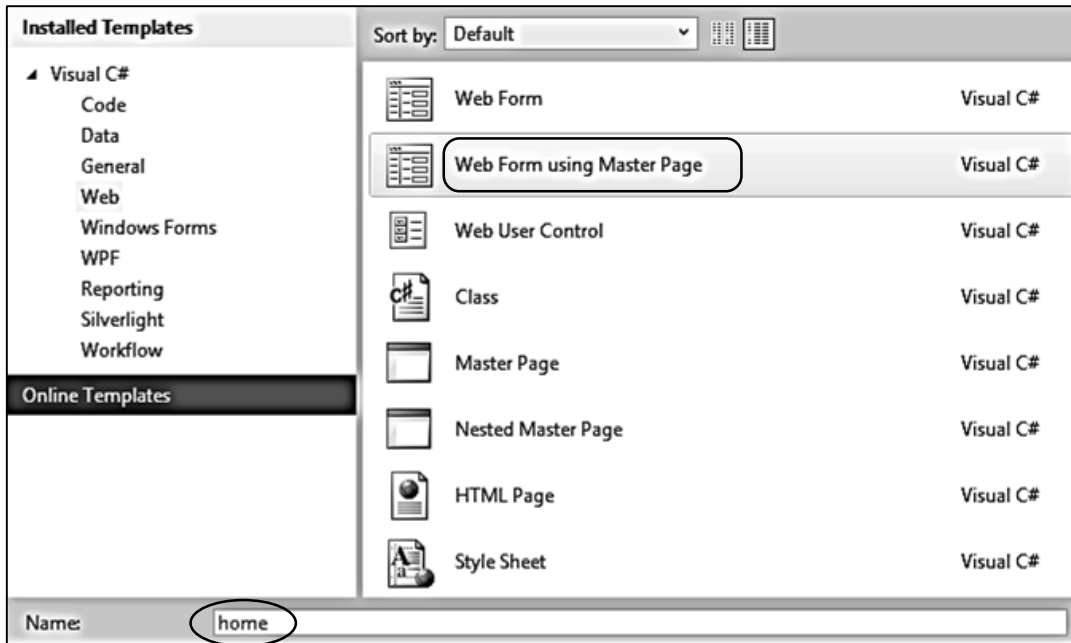 Installed Templates
Visual C#
Code
Data
General
Web
Windows Forms
WPF
Reporting
Silverlight
Workflow
Online Templates
Sort by: Default
Web Form Visual C#
Web Form using Master Page Visual C#
Web User Control Visual C#
Class Visual C#
Master Page Visual C#
Nested Master Page Visual C#
HTML Page Visual C#
Style Sheet Visual C#
Name: home